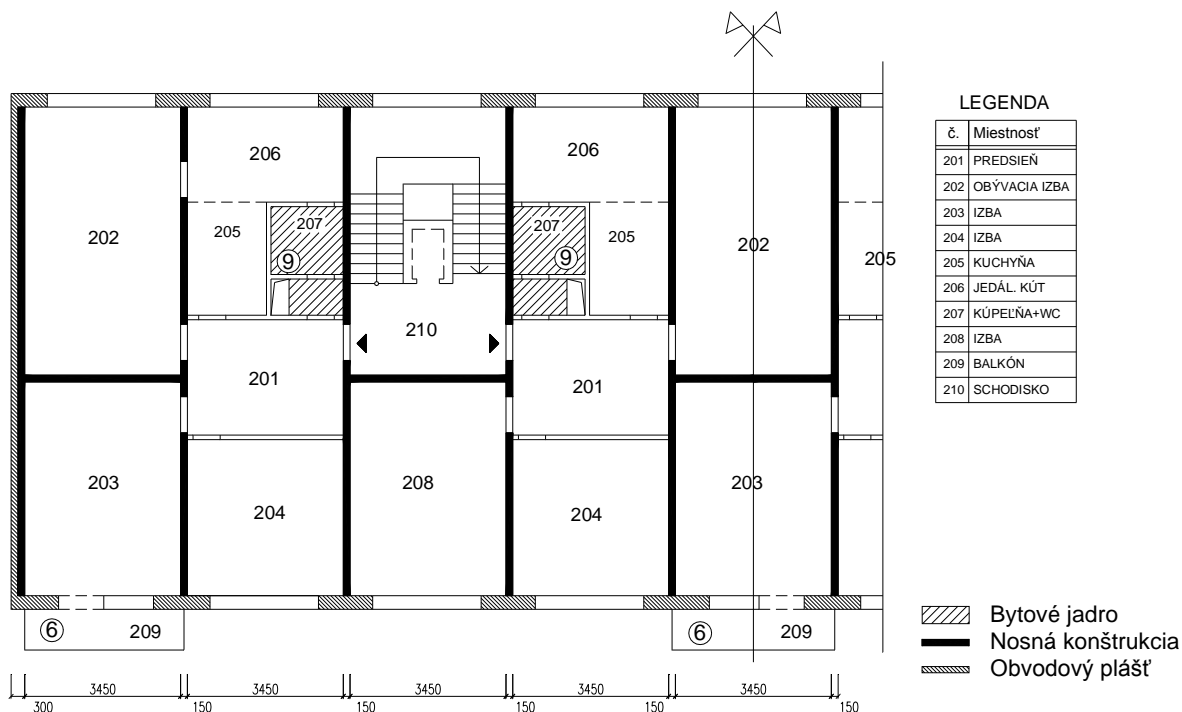 206
206
202
205
207
9
207
9
205
202
205
210
201
201
203
204
208
204
203
6
209
6
209
3450
3450
3450
3450
3450
300
150
150
150
150
150
LEGENDA
č. Miestnosť
201 PREDSIEŇ
202 OBÝVACIA IZBA
203 IZBA
204 IZBA
205 KUCHYŇA
206 JEDÁL. KÚT
207 KÚPEĽŇA+WC
208 IZBA
209 BALKÓN
210 SCHODISKO
Bytové jadro
Nosná konštrukcia
Obvodový plášť